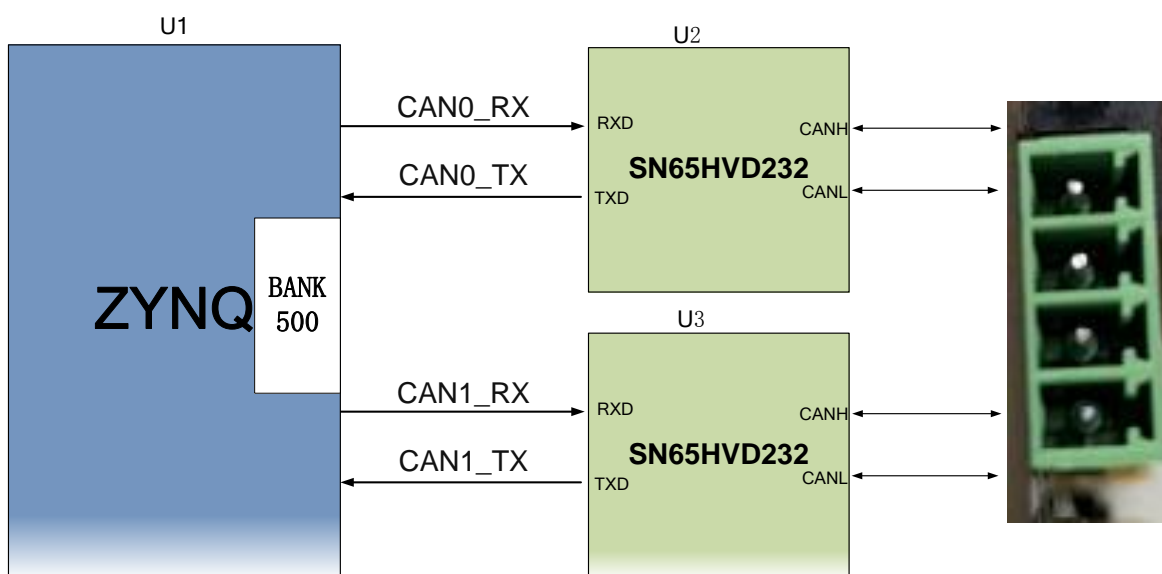 U1
U2
CAN0_RX
RXD
CANH
SN65HVD232
CAN0_TX
TXD
CANL
ZYNQ
BANK
500
U3
CAN1_RX
RXD
CANH
SN65HVD232
CAN1_TX
TXD
CANL